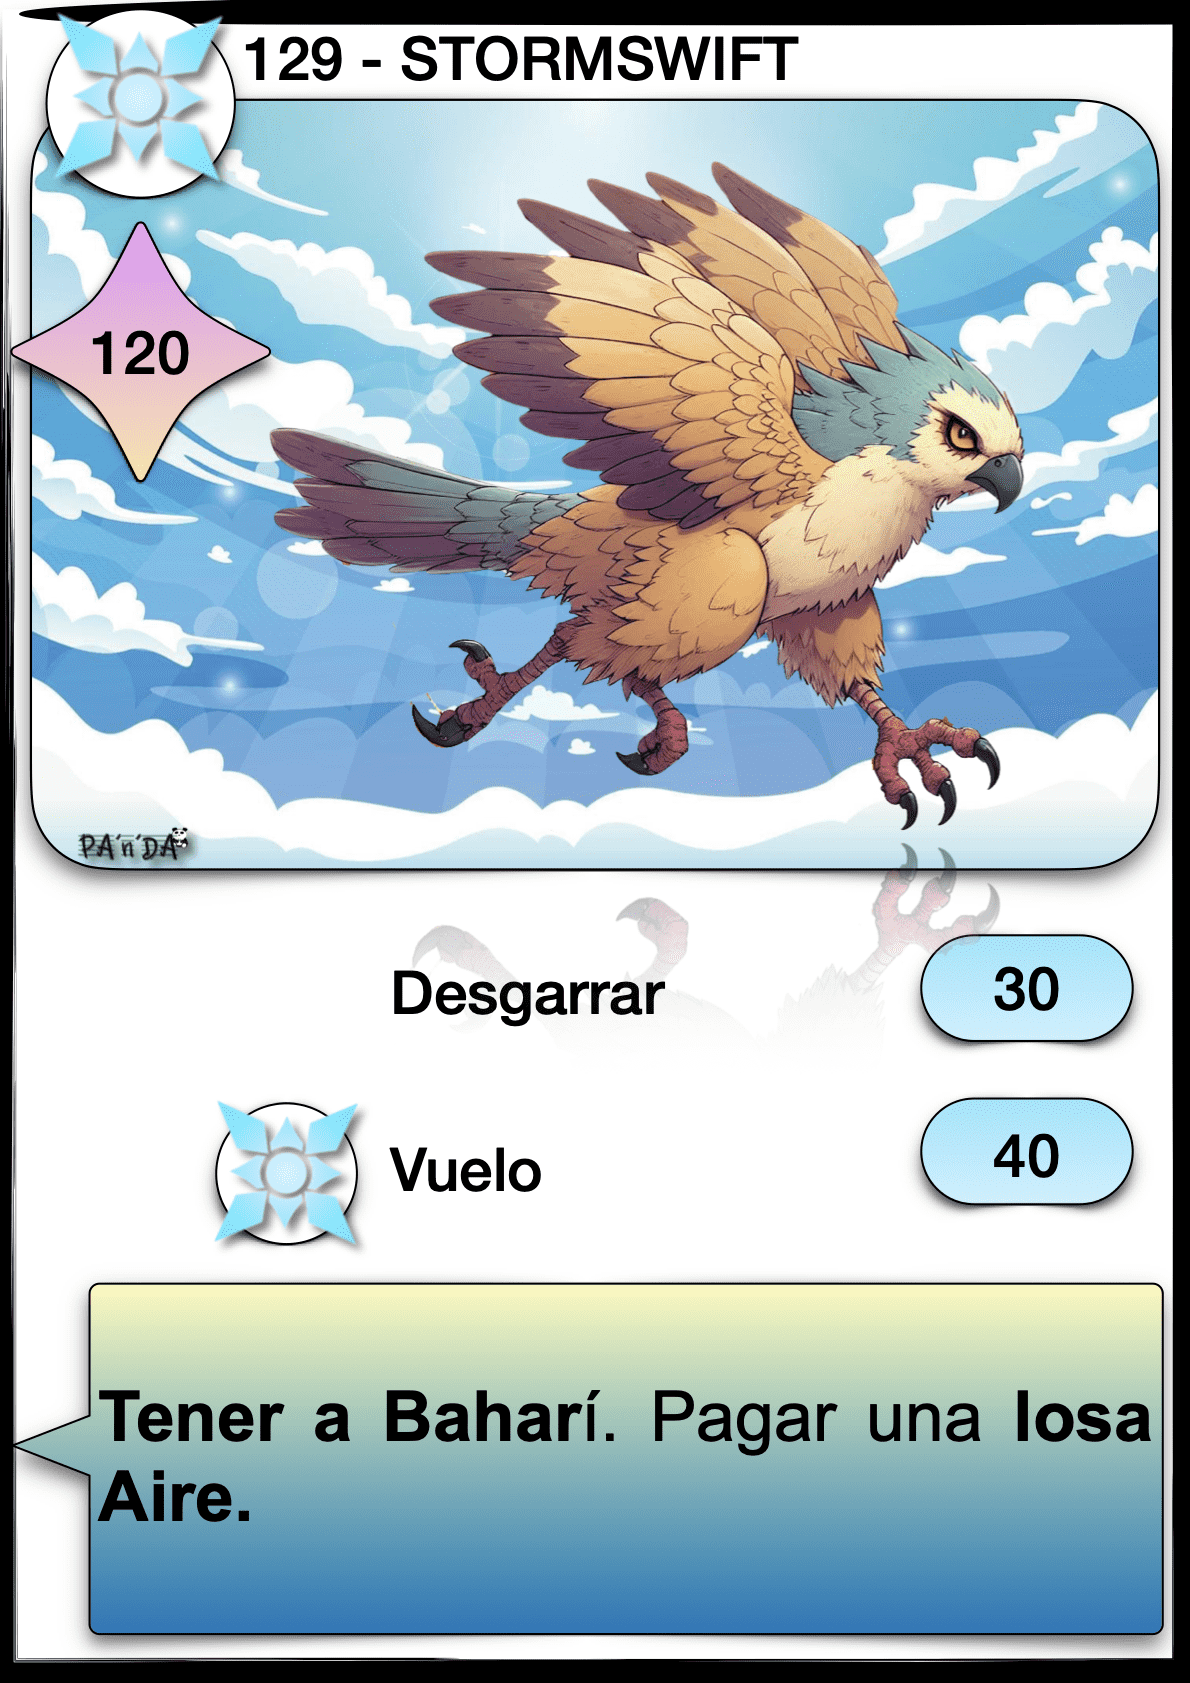 129 - STORMSWIFT
120
PA'n'DA
Desgarrar
30
Vuelo
40
Tener a Baharí. Pagar una losa
Aire.